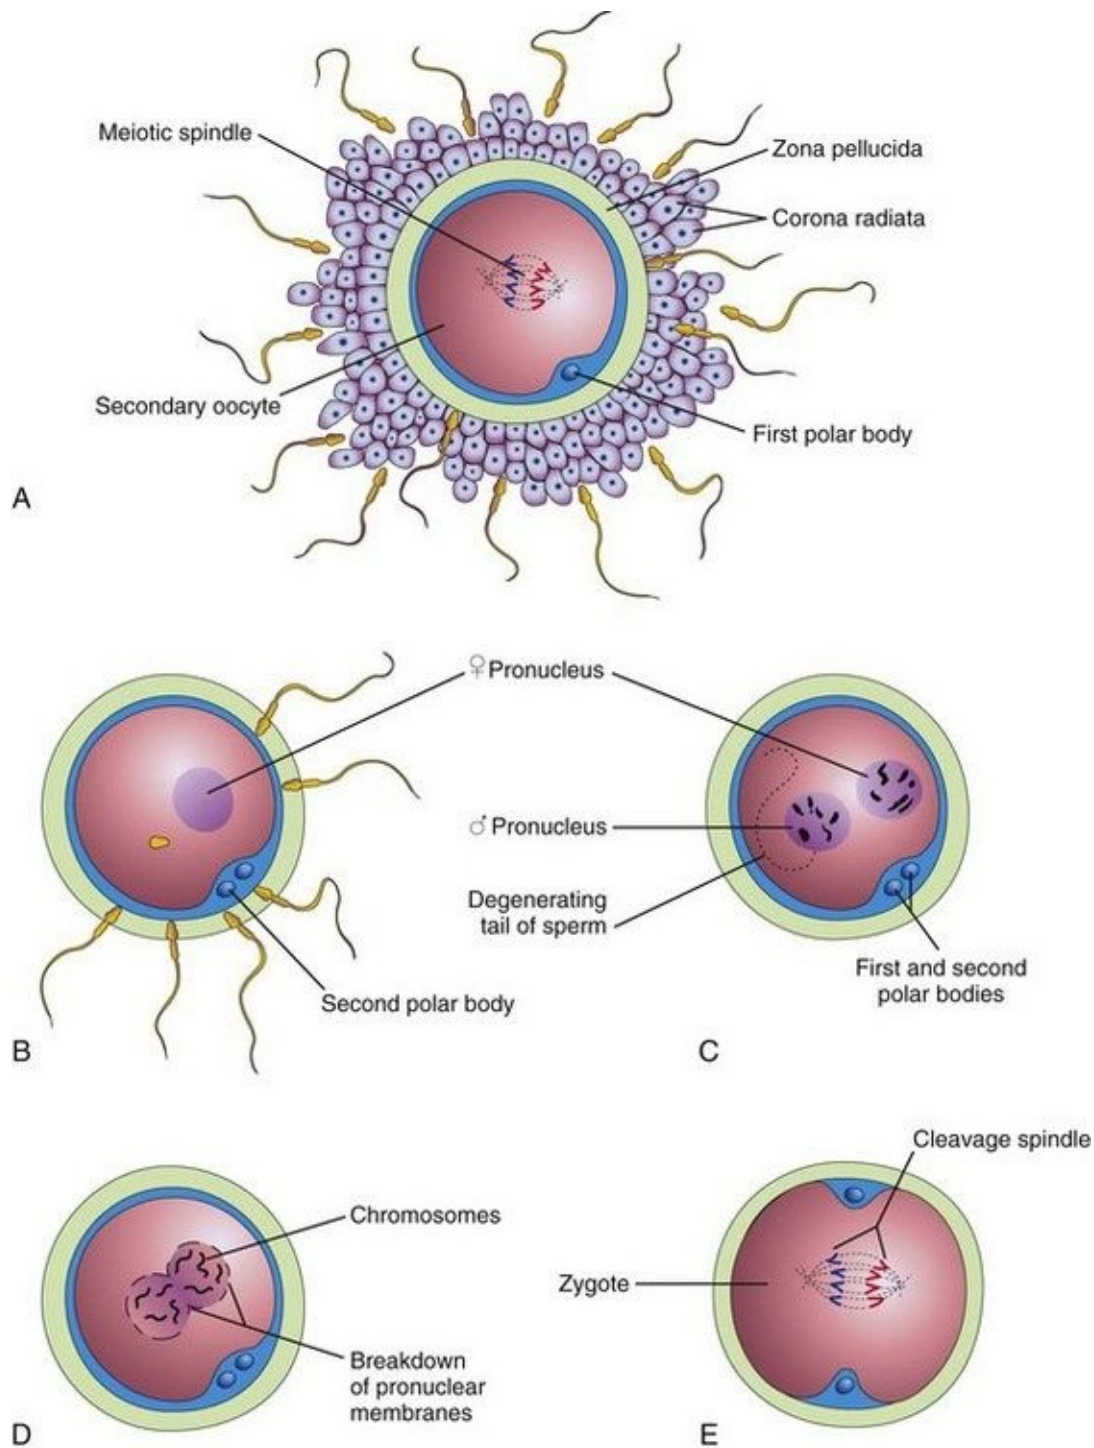 Meiotic spindle
Zona pellucida
Corona radiata
Secondary oocyte
First polar body
A
♀ Pronucleus
♂ Pronucleus
Degenerating
tail of sperm
Second polar body
First and second
polar bodies
B
C
Cleavage spindle
Chromosomes
Zygote
Breakdown
of pronuclear
membranes
D
E